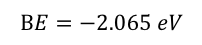 BE = −2.065 eV